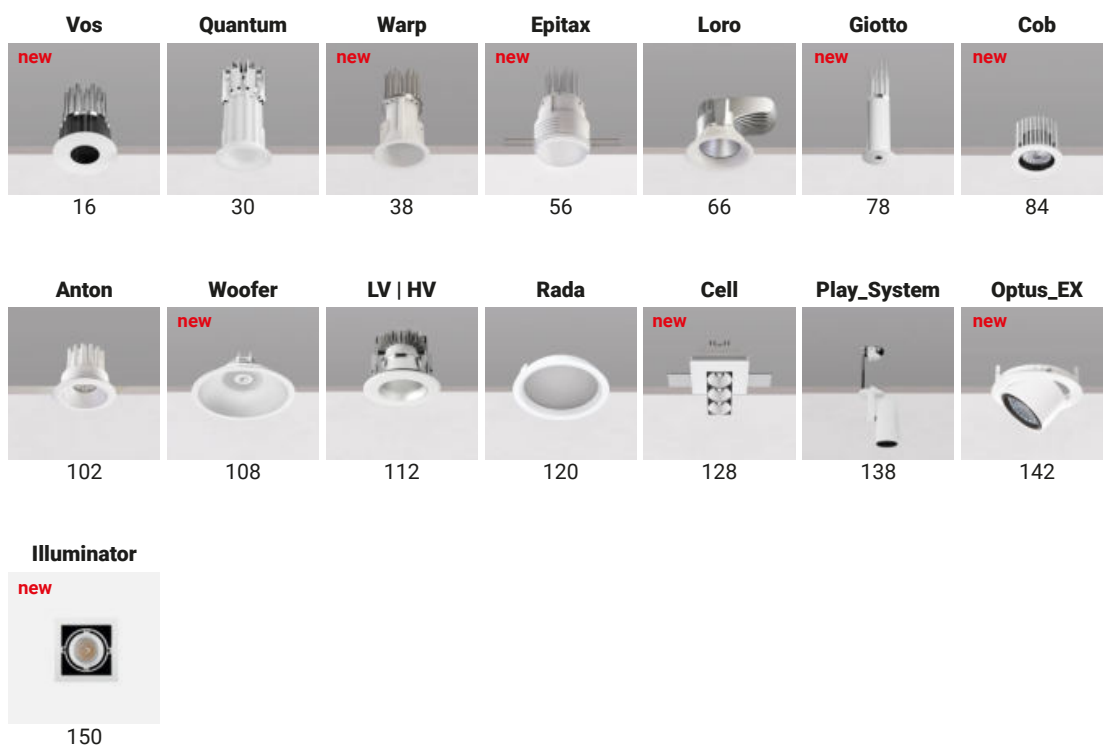 Vos Quantum Warp Epitax Loro Giotto Cob
new new new new new
16 30 38 56 66 78 84
Anton Woofer LV | HV Rada Cell Play_System Optus_EX
new new new
102 108 112 120 128 138 142
Illuminator
new
150